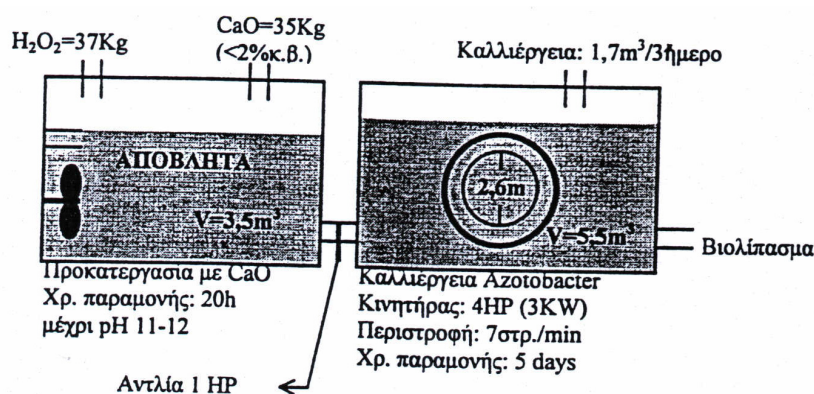 H₂O₂=37Kg
CaO=35Kg
(<2%κ.β.)
Καλλιέργεια: 1,7m³/3ήμερο
ΑΠΟΒΛΗΤΑ
V=3,5m³
2,6m
V=5,5m³
Βιολίπασμα
Προκατεργασία με CaO
Χρ. παραμονής: 20h
μέχρι pH 11-12
Καλλιέργεια Azotobacter
Κινητήρας: 4HP (3KW)
Περιστροφή: 7στρ./min
Χρ. παραμονής: 5 days
Αντλία 1 HP